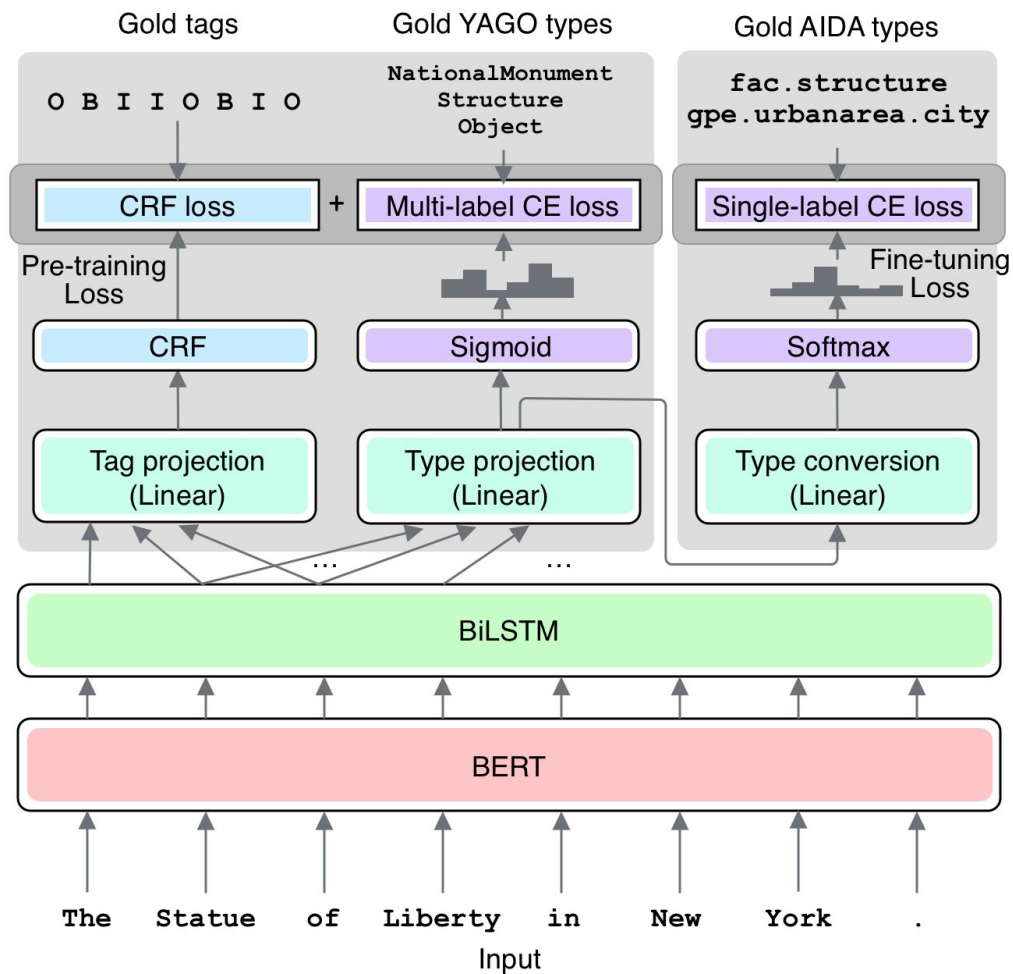 Gold tags
Gold YAGO types
Gold AIDA types
O B I I O B I O
NationalMonument
Structure
Object
fac.structure
gpe.urbanarea.city
CRF loss
+
Multi-label CE loss
Single-label CE loss
Pre-training
Loss
Fine-tuning
Loss
CRF
Sigmoid
Softmax
Tag projection
(Linear)
Type projection
(Linear)
Type conversion
(Linear)
...
...
BiLSTM
BERT
The Statue of Liberty in New York .
Input